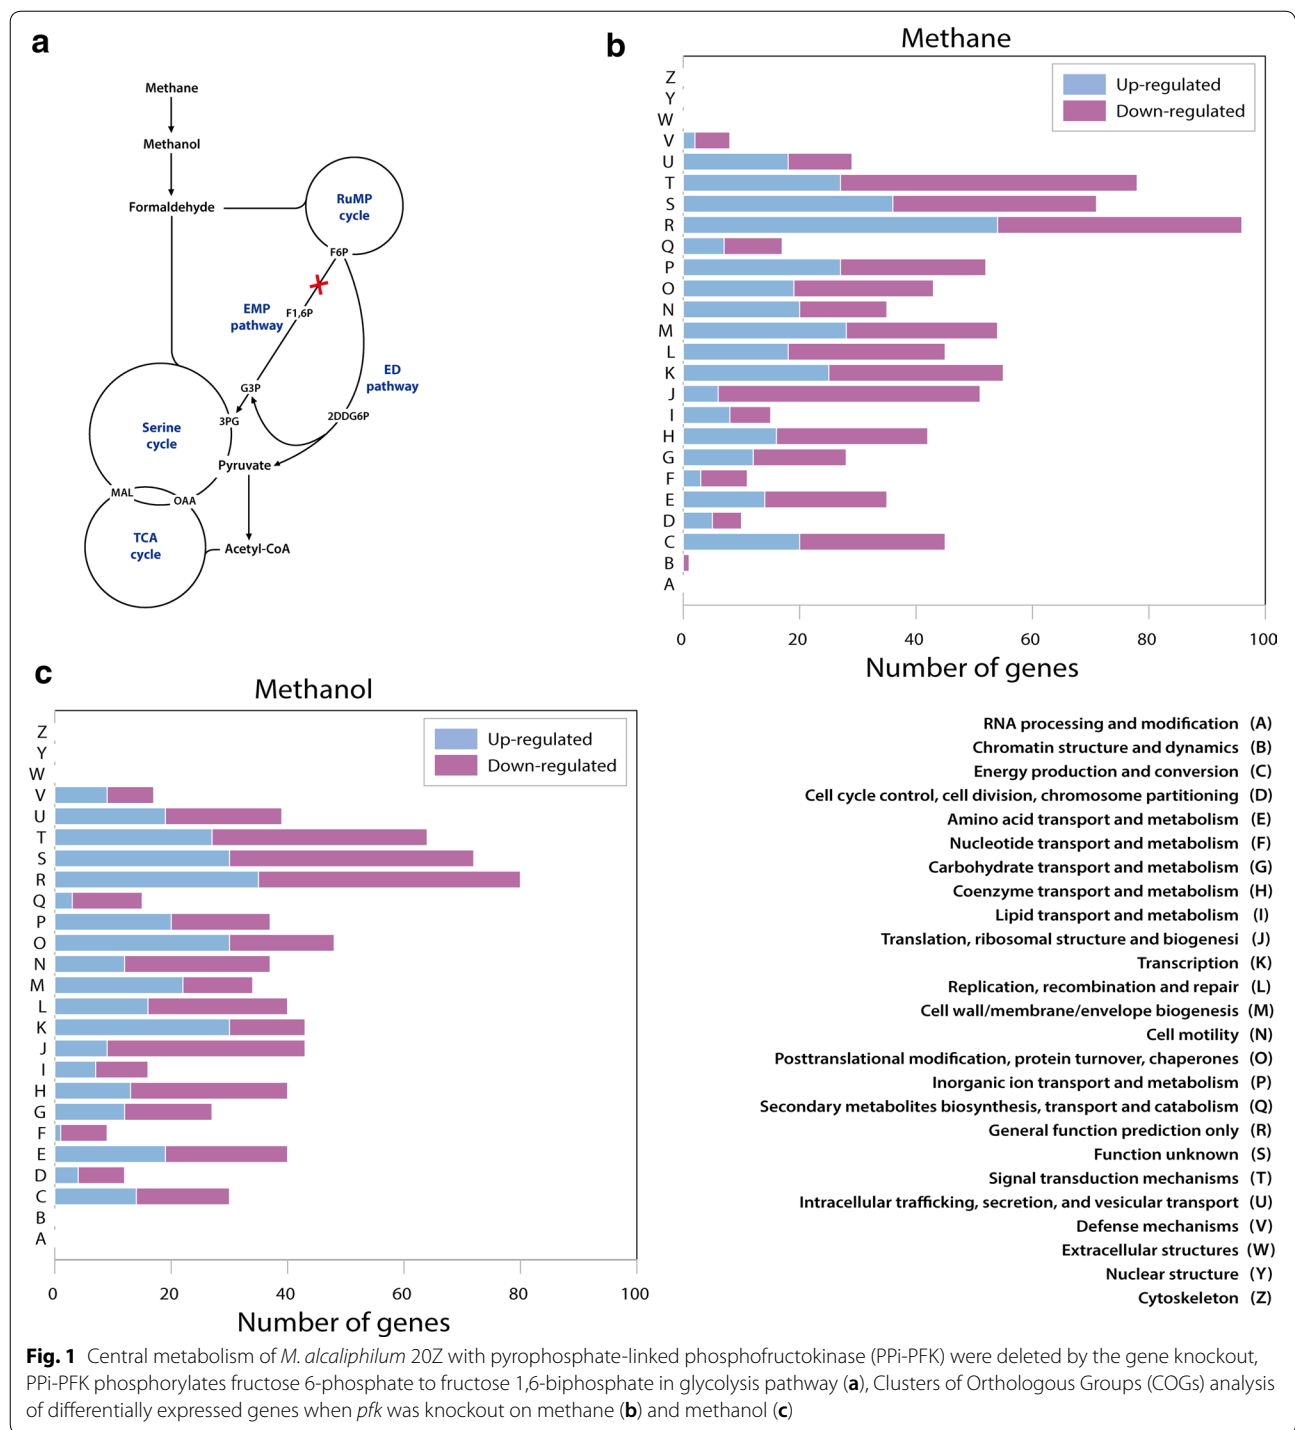 a
Methane
Methanol
Formaldehyde
RuMP
cycle
F6P
EMP
pathway
F1,6P
ED
pathway
G3P
3PG
2DDG6P
Serine
cycle
Pyruvate
MAL
OAA
TCA
cycle
Acetyl-CoA
b
Methane
Up-regulated
Down-regulated
Z
Y
W
V
U
T
S
R
Q
P
O
N
M
L
K
J
I
H
G
F
E
D
C
B
A
0 20 40 60 80 100
Number of genes
c
Methanol
Up-regulated
Down-regulated
Z
Y
W
V
U
T
S
R
Q
P
O
N
M
L
K
J
I
H
G
F
E
D
C
B
A
0 20 40 60 80 100
Number of genes
RNA processing and modification (A)
Chromatin structure and dynamics (B)
Energy production and conversion (C)
Cell cycle control, cell division, chromosome partitioning (D)
Amino acid transport and metabolism (E)
Nucleotide transport and metabolism (F)
Carbohydrate transport and metabolism (G)
Coenzyme transport and metabolism (H)
Lipid transport and metabolism (I)
Translation, ribosomal structure and biogenesi (J)
Transcription (K)
Replication, recombination and repair (L)
Cell wall/membrane/envelope biogenesis (M)
Cell motility (N)
Posttranslational modification, protein turnover, chaperones (O)
Inorganic ion transport and metabolism (P)
Secondary metabolites biosynthesis, transport and catabolism (Q)
General function prediction only (R)
Function unknown (S)
Signal transduction mechanisms (T)
Intracellular trafficking, secretion, and vesicular transport (U)
Defense mechanisms (V)
Extracellular structures (W)
Nuclear structure (Y)
Cytoskeleton (Z)
Fig. 1 Central metabolism of M. alcaliphilum 20Z with pyrophosphate-linked phosphofructokinase (PPi-PFK) were deleted by the gene knockout,
PPi-PFK phosphorylates fructose 6-phosphate to fructose 1,6-biphosphate in glycolysis pathway (a), Clusters of Orthologous Groups (COGs) analysis
of differentially expressed genes when pfk was knockout on methane (b) and methanol (c)